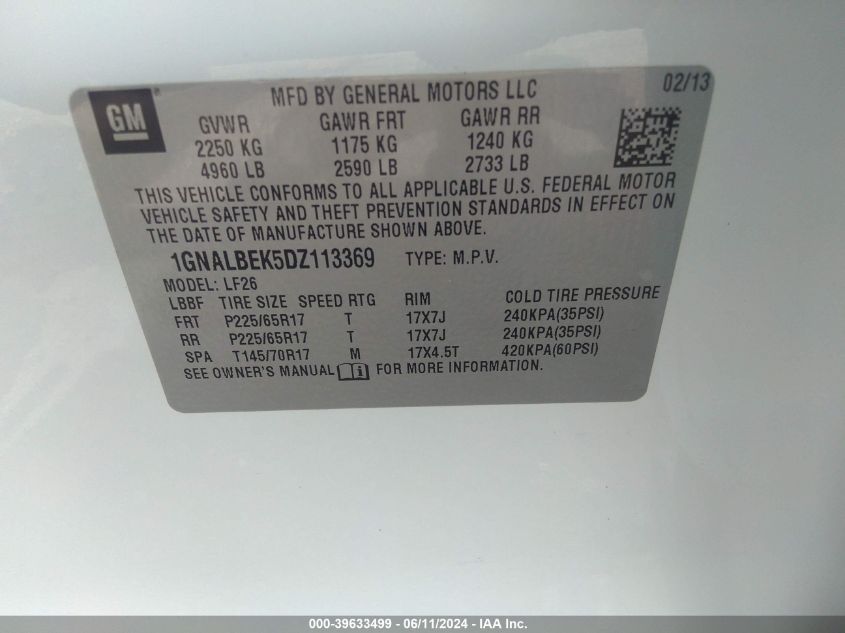 GM®
MFD BY GENERAL MOTORS LLC 02/13
GVWR GAWR FRT GAWR RR
2250 KG 1175 KG 1240 KG
4960 LB 2590 LB 2733 LB
THIS VEHICLE CONFORMS TO ALL APPLICABLE U.S. FEDERAL MOTOR
VEHICLE SAFETY AND THEFT PREVENTION STANDARDS IN EFFECT ON
THE DATE OF MANUFACTURE SHOWN ABOVE.
1GNALBEK5DZ113369 TYPE: M.P.V.
MODEL: LF26
LBBF TIRE SIZE SPEED RTG RIM COLD TIRE PRESSURE
FRT P225/65R17 T 17X7J 240KPA(35PSI)
RR P225/65R17 T 17X7J 240KPA(35PSI)
SPA T145/70R17 M 17X4.5T 420KPA(60PSI)
SEE OWNER'S MANUAL FOR MORE INFORMATION.
000-39633499 - 06/11/2024 - IAA Inc.